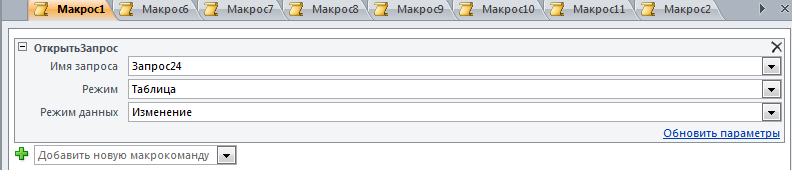 Макрос1 Макрос6 Макрос7 Макрос8 Макрос9 Макрос10 Макрос11 Макрос2
ОткрытьЗапрос
Имя запроса Запрос24
Режим Таблица
Режим данных Изменение
Обновить параметры
Добавить новую макрокоманду